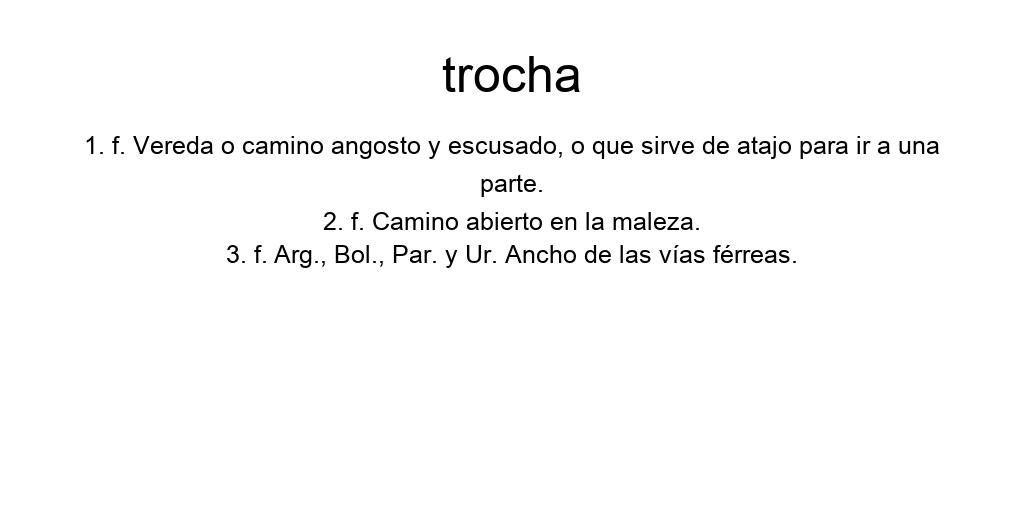 trocha
1. f. Vereda o camino angosto y escusado, o que sirve de atajo para ir a una
parte.
2. f. Camino abierto en la maleza.
3. f. Arg., Bol., Par. y Ur. Ancho de las vías férreas.